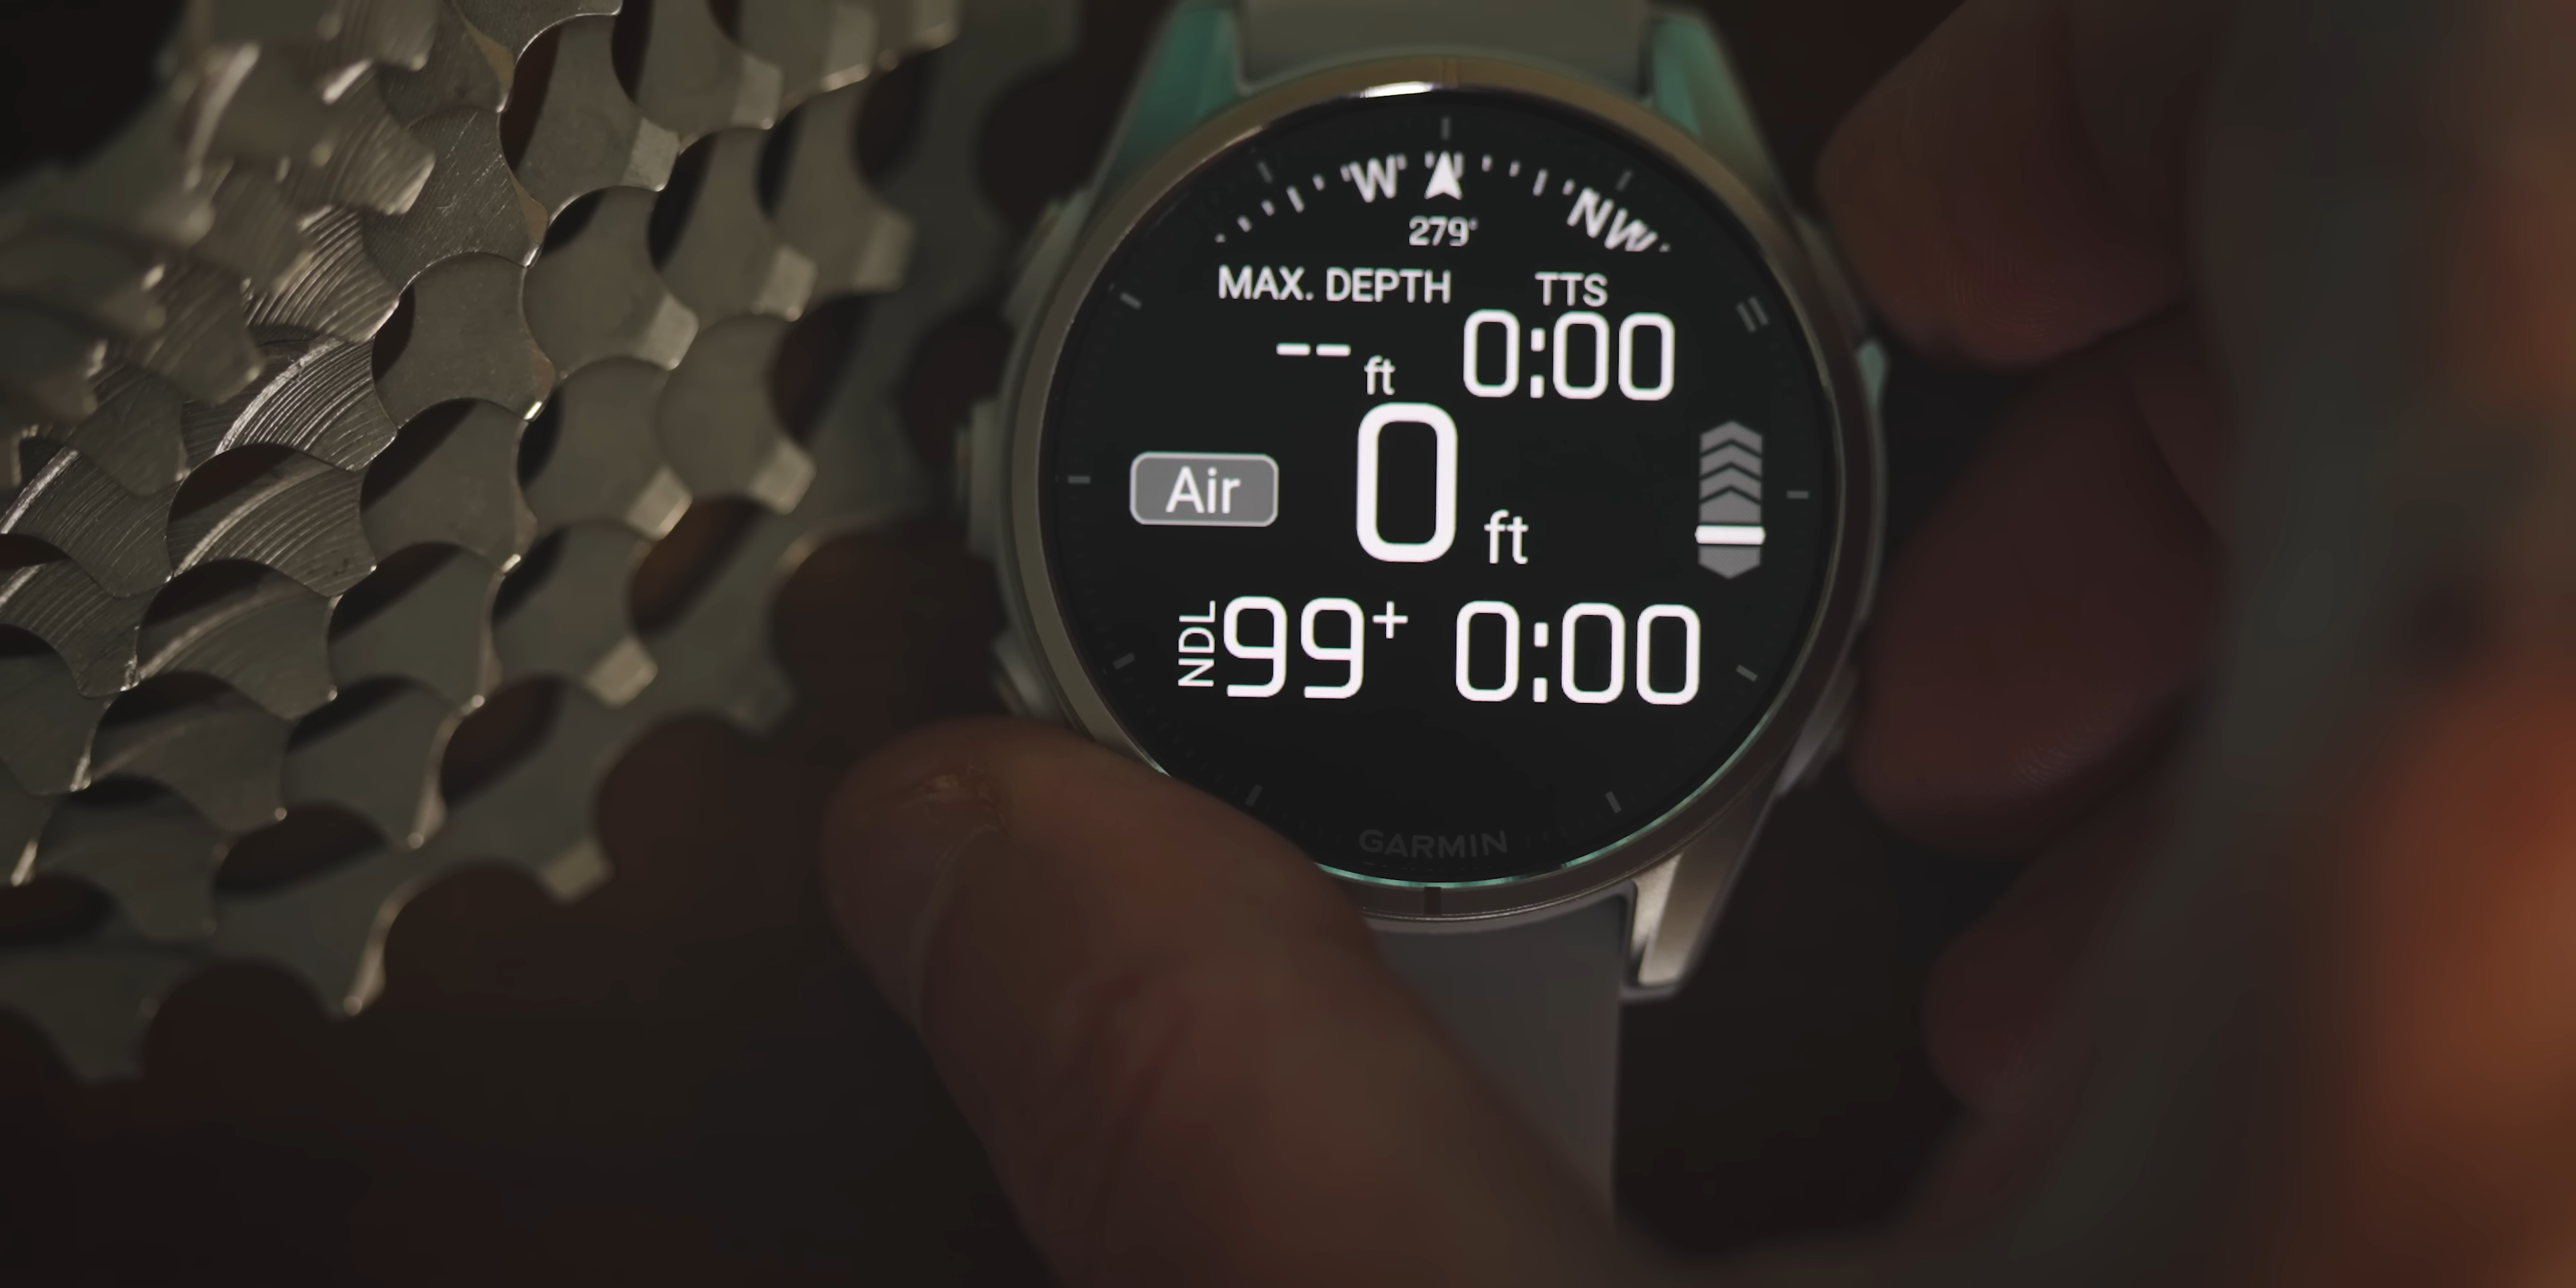 W NW
279°
MAX. DEPTH TTS
-- ft 0:00
Air 0 ft
NDL 99+ 0:00
GARMIN